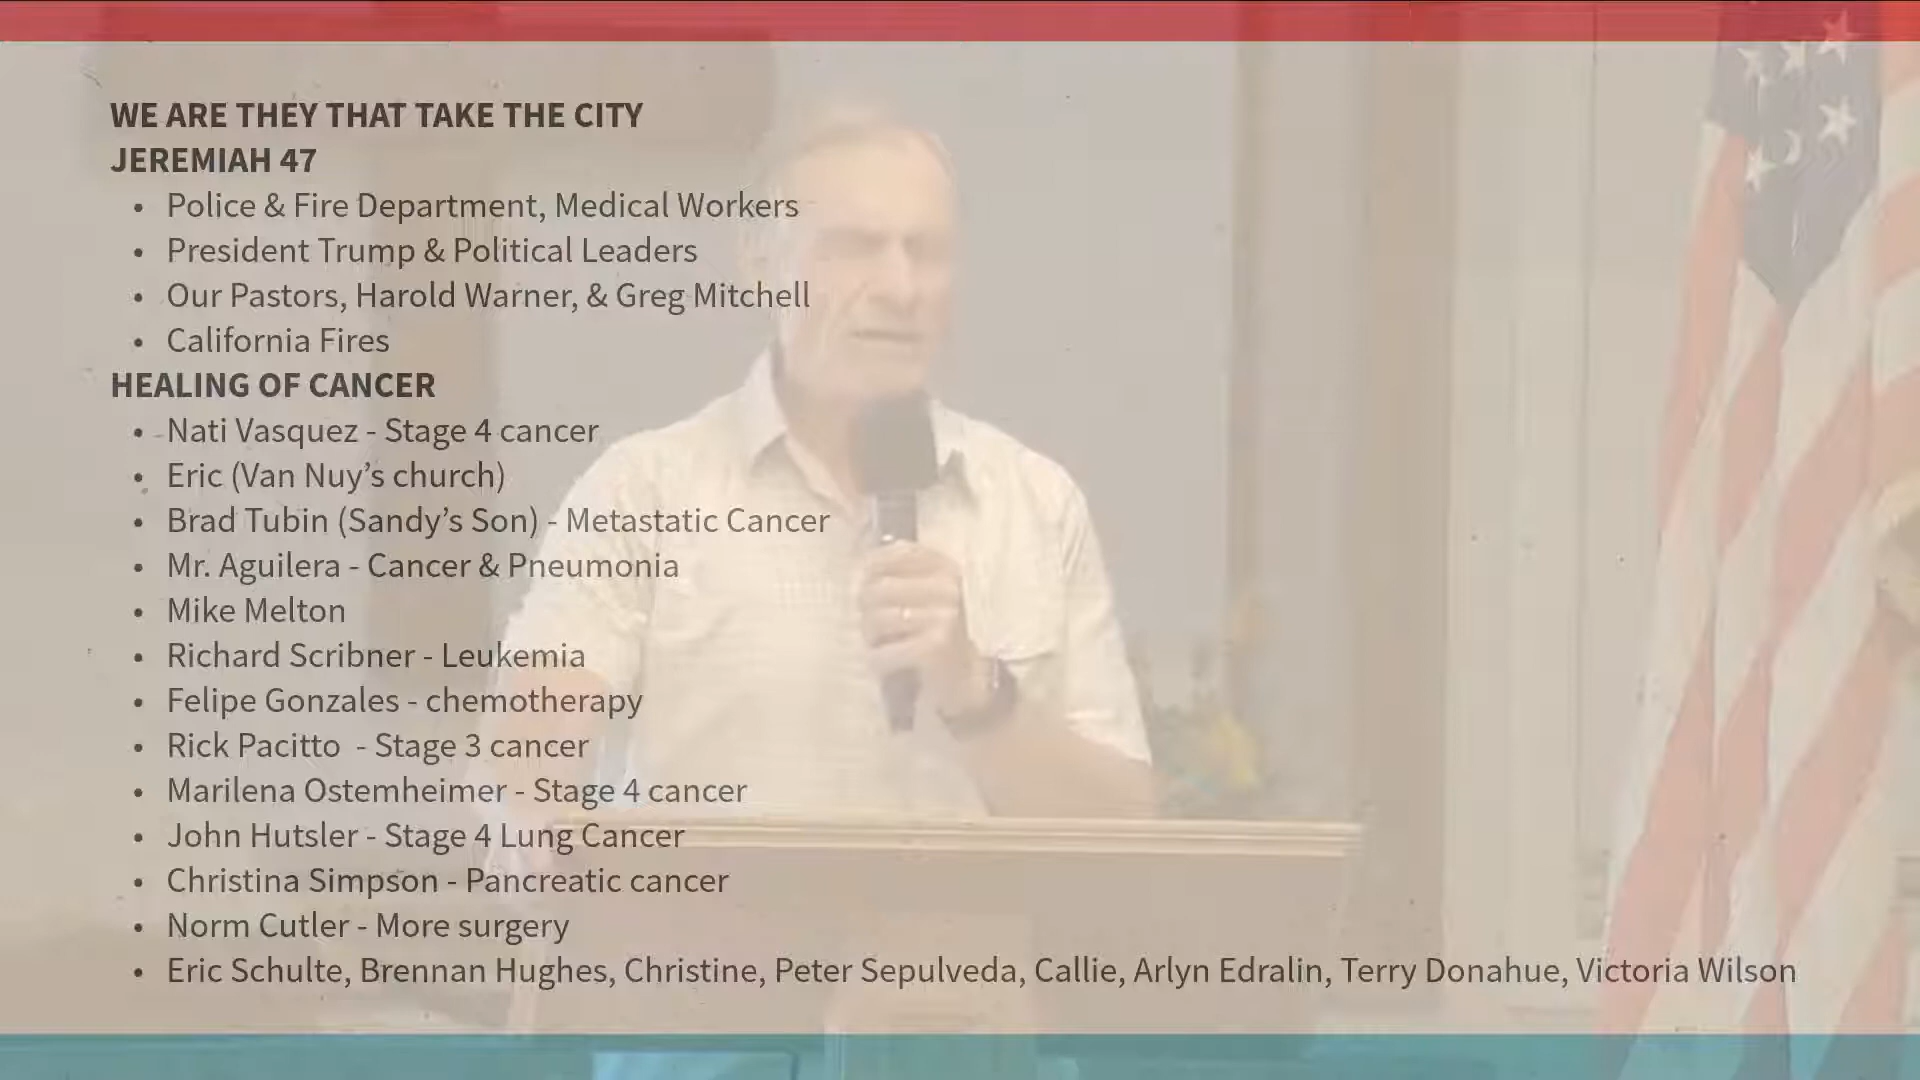 WE ARE THEY THAT TAKE THE CITY
JEREMIAH 47
• Police & Fire Department, Medical Workers
• President Trump & Political Leaders
• Our Pastors, Harold Warner, & Greg Mitchell
• California Fires
HEALING OF CANCER
• Nati Vasquez - Stage 4 cancer
• Eric (Van Nuy’s church)
• Brad Tubin (Sandy’s Son) - Metastatic Cancer
• Mr. Aguilera - Cancer & Pneumonia
• Mike Melton
• Richard Scribner - Leukemia
• Felipe Gonzales - chemotherapy
• Rick Pacitto - Stage 3 cancer
• Marilena Ostemheimer - Stage 4 cancer
• John Hutsler - Stage 4 Lung Cancer
• Christina Simpson - Pancreatic cancer
• Norm Cutler - More surgery
• Eric Schulte, Brennan Hughes, Christine, Peter Sepulveda, Callie, Arlyn Edralin, Terry Donahue, Victoria Wilson